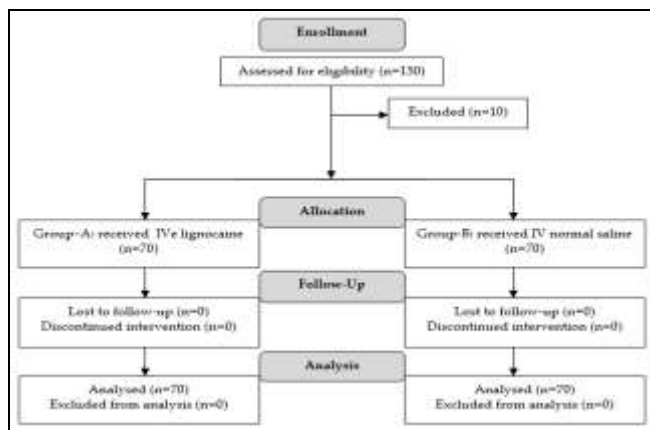 Enrollment
Assessed for eligibility (n=130)
Excluded (n=10)
Allocation
Group-A: received IVe lignocaine
(n=70)
Group-B: received IV normal saline
(n=70)
Follow-Up
Lost to follow-up (n=0)
Discontinued intervention (n=0)
Lost to follow-up (n=0)
Discontinued intervention (n=0)
Analysis
Analysed (n=70)
Excluded from analysis (n=0)
Analysed (n=70)
Excluded from analysis (n=0)